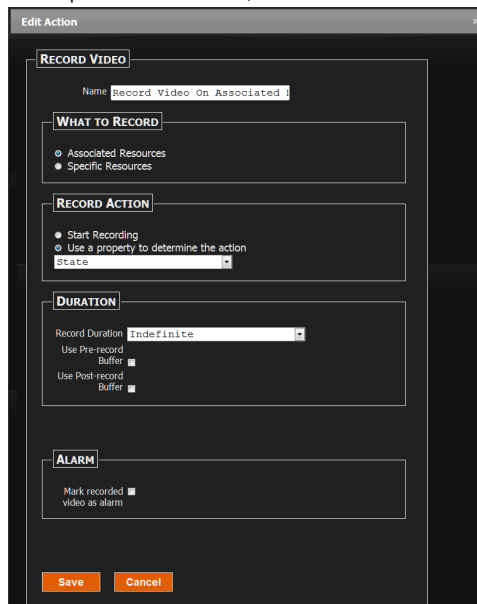 Edit Action
RECORD VIDEO
Name Record Video On Associated
WHAT TO RECORD
Associated Resources
Specific Resources
RECORD ACTION
Start Recording
Use a property to determine the action
State
DURATION
Record Duration Indefinite
Use Pre-record
Buffer
Use Post-record
Buffer
ALARM
Mark recorded
video as alarm
Save Cancel